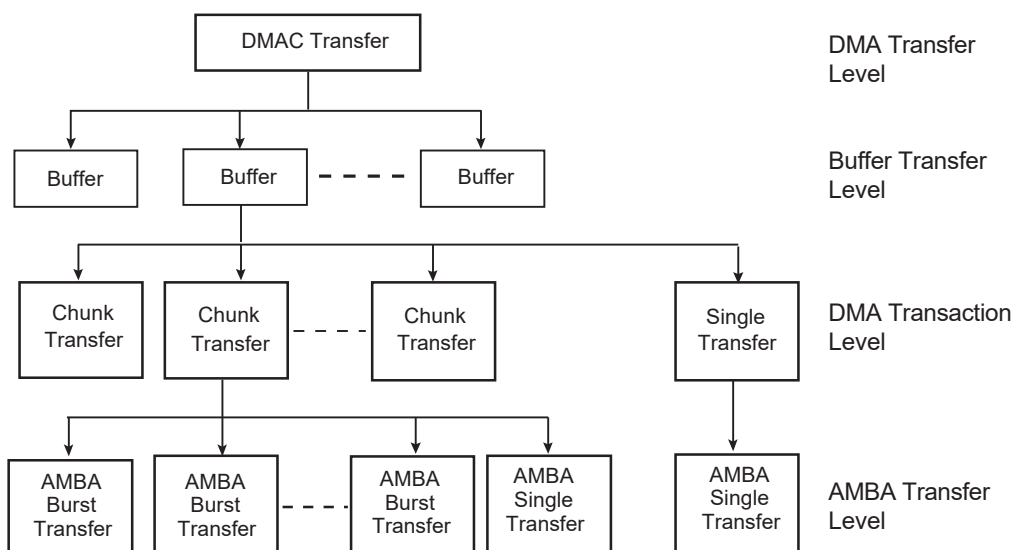 DMAC Transfer
DMA Transfer
Level
Buffer
Buffer
Buffer
Buffer Transfer
Level
Chunk
Transfer
Chunk
Transfer
Chunk
Transfer
Single
Transfer
DMA Transaction
Level
AMBA
Burst
Transfer
AMBA
Burst
Transfer
AMBA
Burst
Transfer
AMBA
Single
Transfer
AMBA
Single
Transfer
AMBA Transfer
Level